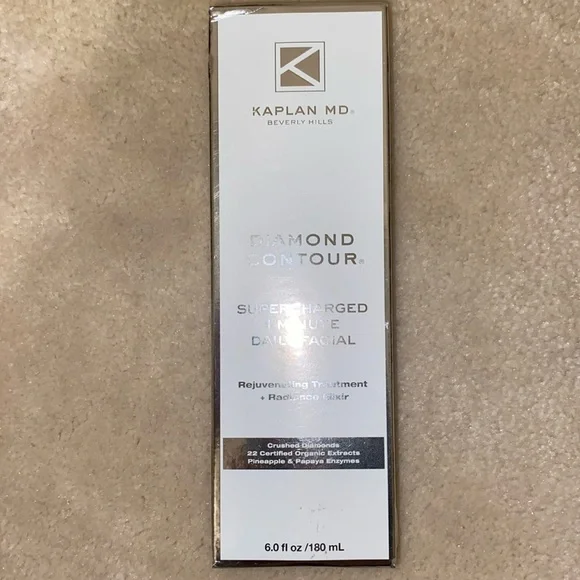 KAPLAN MD®
BEVERLY HILLS
DIAMOND
CONTOUR®
SUPERCHARGED
1 MINUTE
DAILY FACIAL
Rejuvenating Treatment
+ Radiance Elixir
Crushed Diamonds
22 Certified Organic Extracts
Pineapple & Papaya Enzymes
6.0 fl oz /180 mL